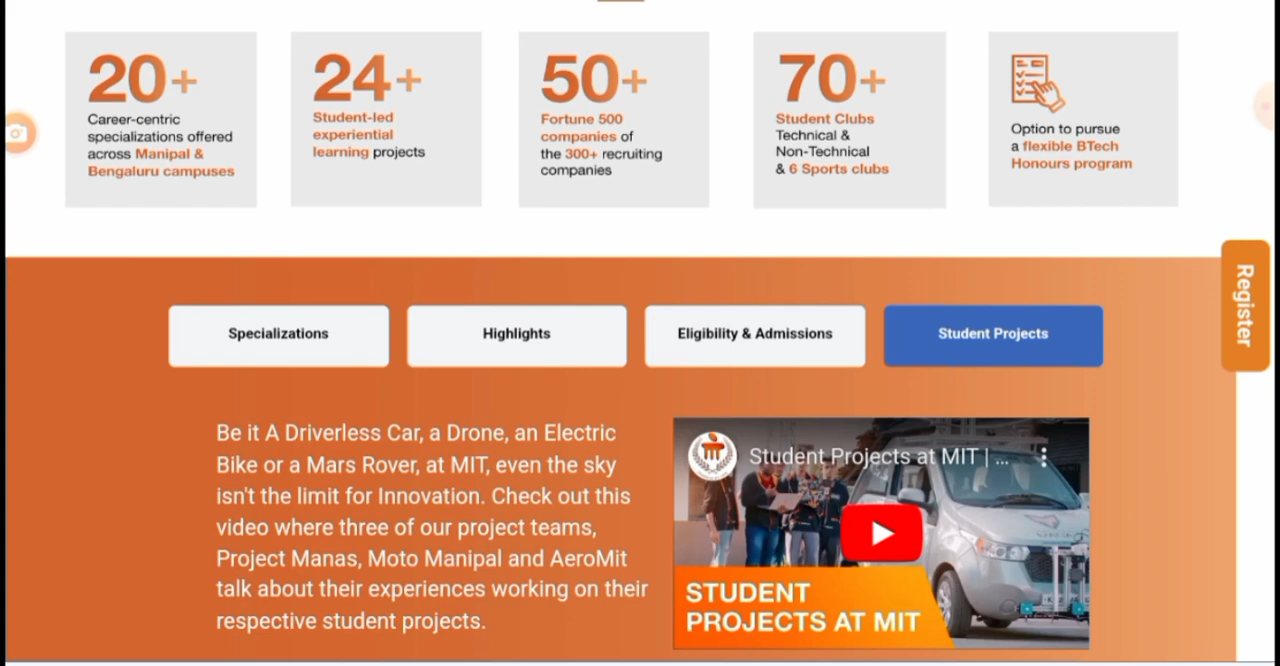 20+
Career-centric
specializations offered
across Manipal &
Bengaluru campuses
24+
Student-led
experiential
learning projects
50+
Fortune 500
companies of
the 300+ recruiting
companies
70+
Student Clubs
Technical &
Non-Technical
& 6 Sports clubs
Option to pursue
a flexible BTech
Honours program
Register
Specializations
Highlights
Eligibility & Admissions
Student Projects
Be it A Driverless Car, a Drone, an Electric
Bike or a Mars Rover, at MIT, even the sky
isn't the limit for Innovation. Check out this
video where three of our project teams,
Project Manas, Moto Manipal and AeroMit
talk about their experiences working on their
respective student projects.
Student Projects at MIT | ...
STUDENT
PROJECTS AT MIT